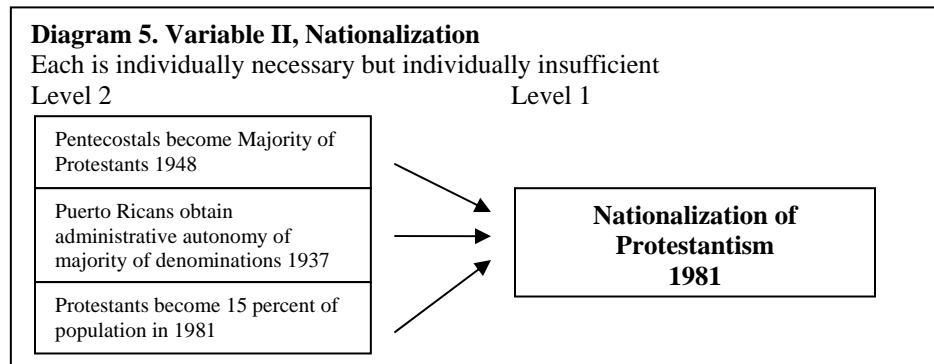 Diagram 5. Variable II, Nationalization
Each is individually necessary but individually insufficient
Level 2 Level 1
Pentecostals become Majority of
Protestants 1948
Puerto Ricans obtain
administrative autonomy of
majority of denominations 1937
Protestants become 15 percent of
population in 1981
Nationalization of
Protestantism
1981